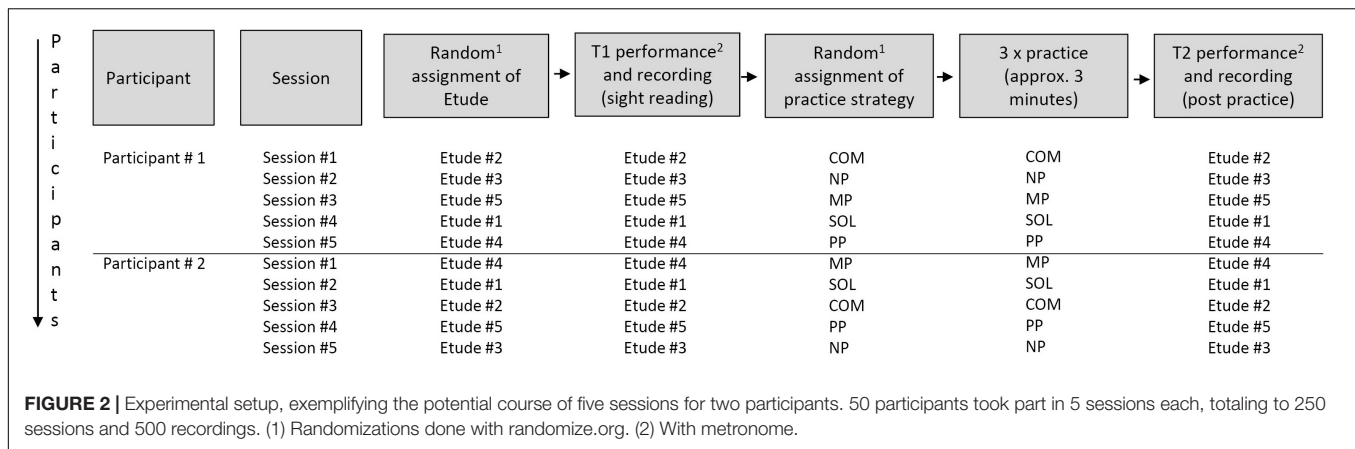 Participants
Participant
Session
Random¹
assignment of
Etude
T1 performance²
and recording
(sight reading)
Random¹
assignment of
practice strategy
3 x practice
(approx. 3
minutes)
T2 performance²
and recording
(post practice)
Participant # 1 Session #1 Etude #2 Etude #2 COM COM Etude #2
Session #2 Etude #3 Etude #3 NP NP Etude #3
Session #3 Etude #5 Etude #5 MP MP Etude #5
Session #4 Etude #1 Etude #1 SOL SOL Etude #1
Session #5 Etude #4 Etude #4 PP PP Etude #4
Participant # 2 Session #1 Etude #4 Etude #4 MP MP Etude #4
Session #2 Etude #1 Etude #1 SOL SOL Etude #1
Session #3 Etude #2 Etude #2 COM COM Etude #2
Session #4 Etude #5 Etude #5 PP PP Etude #5
Session #5 Etude #3 Etude #3 NP NP Etude #3
FIGURE 2 | Experimental setup, exemplifying the potential course of five sessions for two participants. 50 participants took part in 5 sessions each, totaling to 250
sessions and 500 recordings. (1) Randomizations done with randomize.org. (2) With metronome.